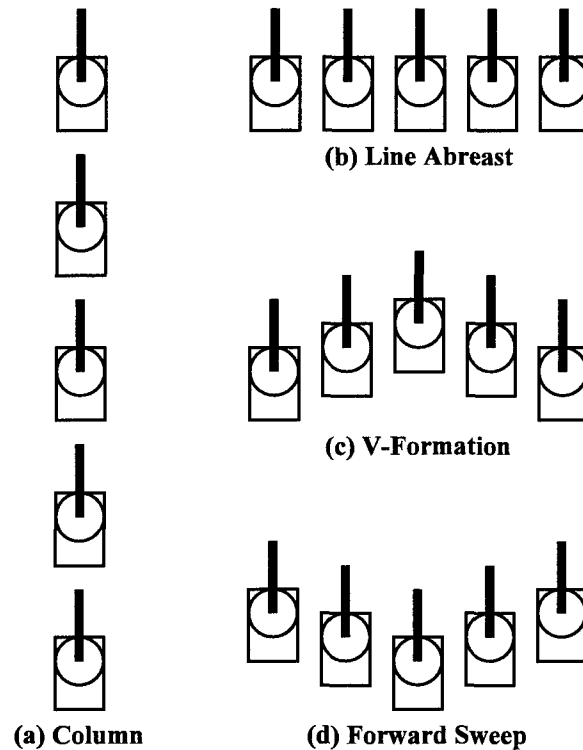 (b) Line Abreast
(c) V-Formation
(a) Column
(d) Forward Sweep